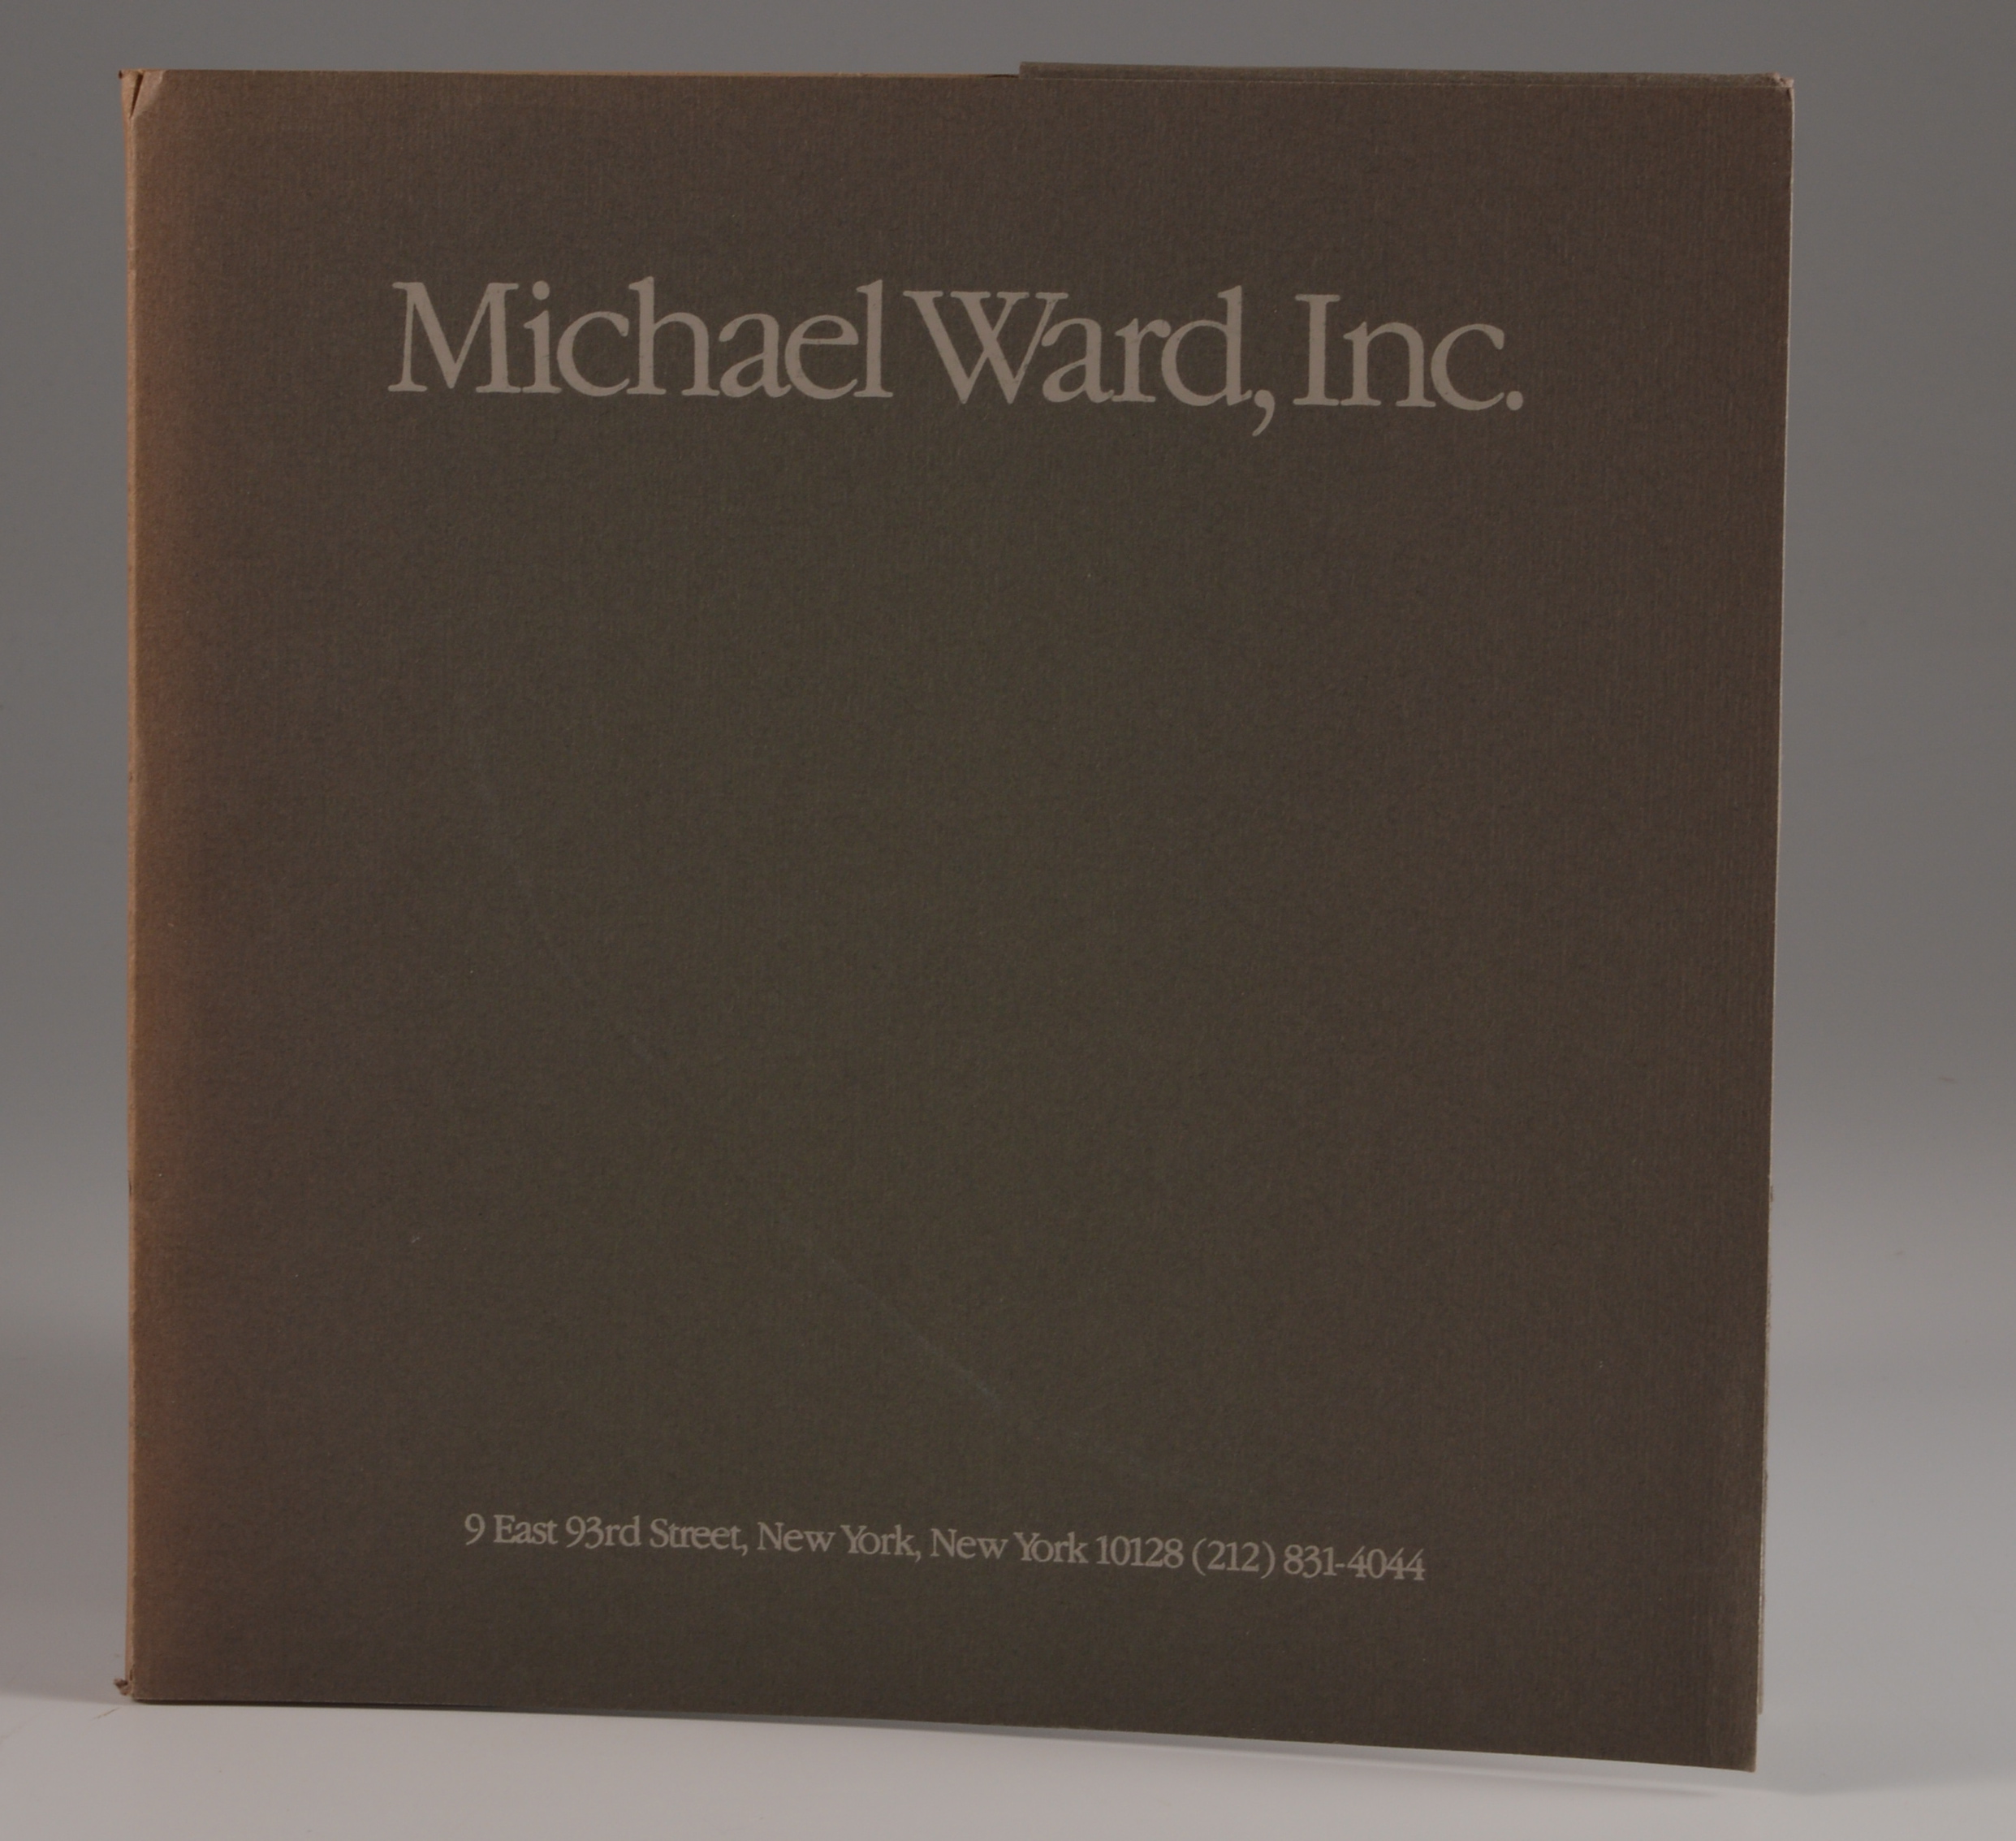 Michael Ward, Inc.
9 East 93rd Street, New York, New York 10128 (212) 831-4044